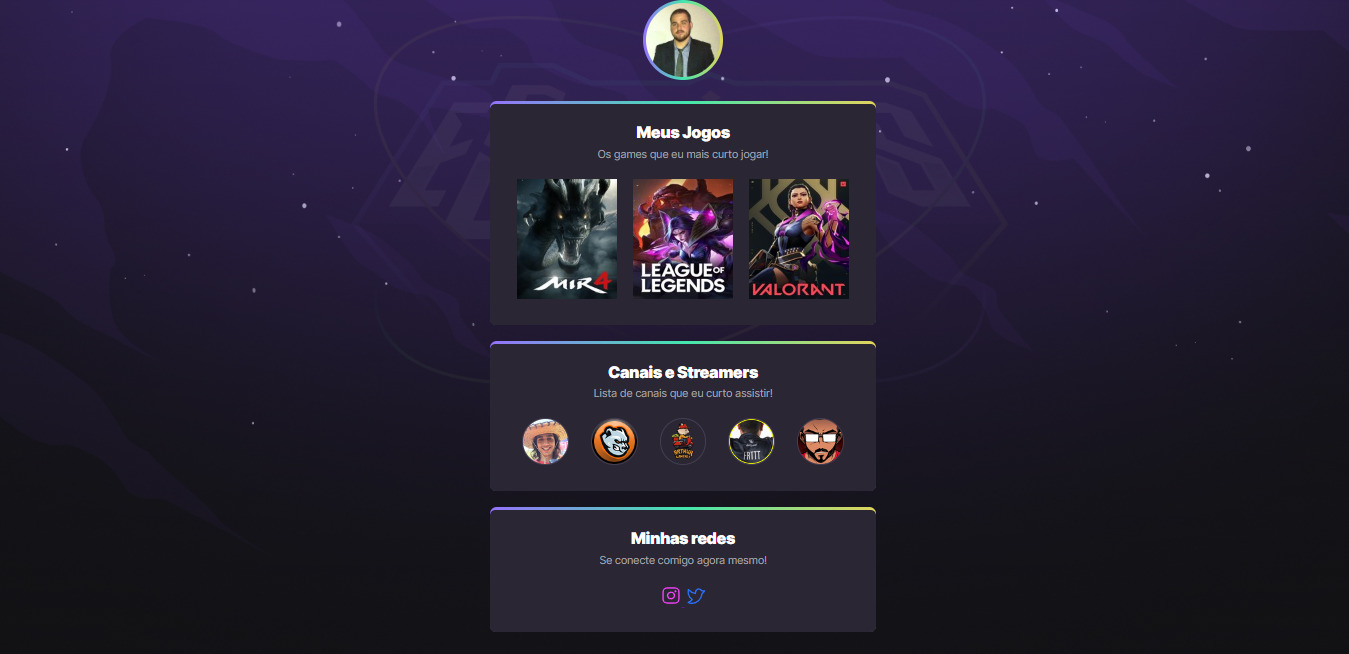 Meus Jogos
Os games que eu mais curto jogar!
MIR4
LEAGUE OF
LEGENDS
VALORANT
Canais e Streamers
Lista de canais que eu curto assistir!
Minhas redes
Se conecte comigo agora mesmo!